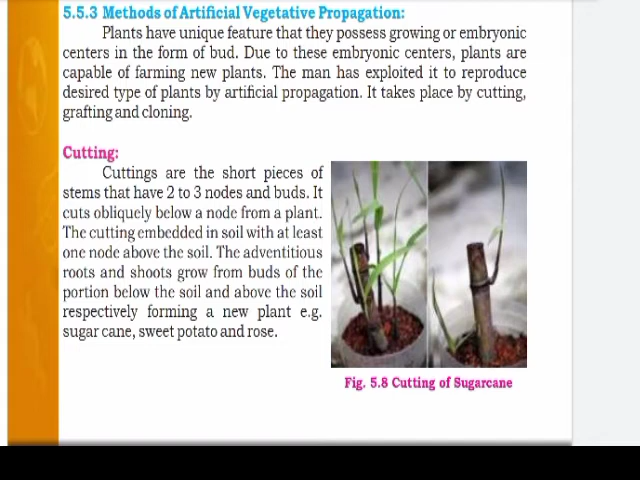 5.5.3 Methods of Artificial Vegetative Propagation:
Plants have unique feature that they possess growing or embryonic
centers in the form of bud. Due to these embryonic centers, plants are
capable of farming new plants. The man has exploited it to reproduce
desired type of plants by artificial propagation. It takes place by cutting,
grafting and cloning.
Cutting:
Cuttings are the short pieces of
stems that have 2 to 3 nodes and buds. It
cuts obliquely below a node from a plant.
The cutting embedded in soil with at least
one node above the soil. The adventitious
roots and shoots grow from buds of the
portion below the soil and above the soil
respectively forming a new plant e.g.
sugar cane, sweet potato and rose.
Fig. 5.8 Cutting of Sugarcane